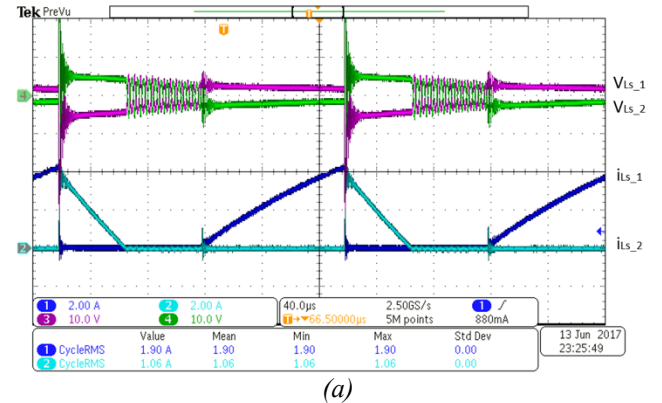 Tek PreVu
T
T
4
VLs_1
VLs_2
iLs_1
2
iLs_2
1 2.00 A 2 2.00 A 40.0μs 2.50GS/s 1 ∫
3 10.0 V 4 10.0 V T→▼66.50000μs 5M points 880mA
Value Mean Min Max Std Dev
1 CycleRMS 1.90 A 1.90 1.90 1.90 0.00
2 CycleRMS 1.06 A 1.06 1.06 1.06 0.00
13 Jun 2017
23:25:49
(a)